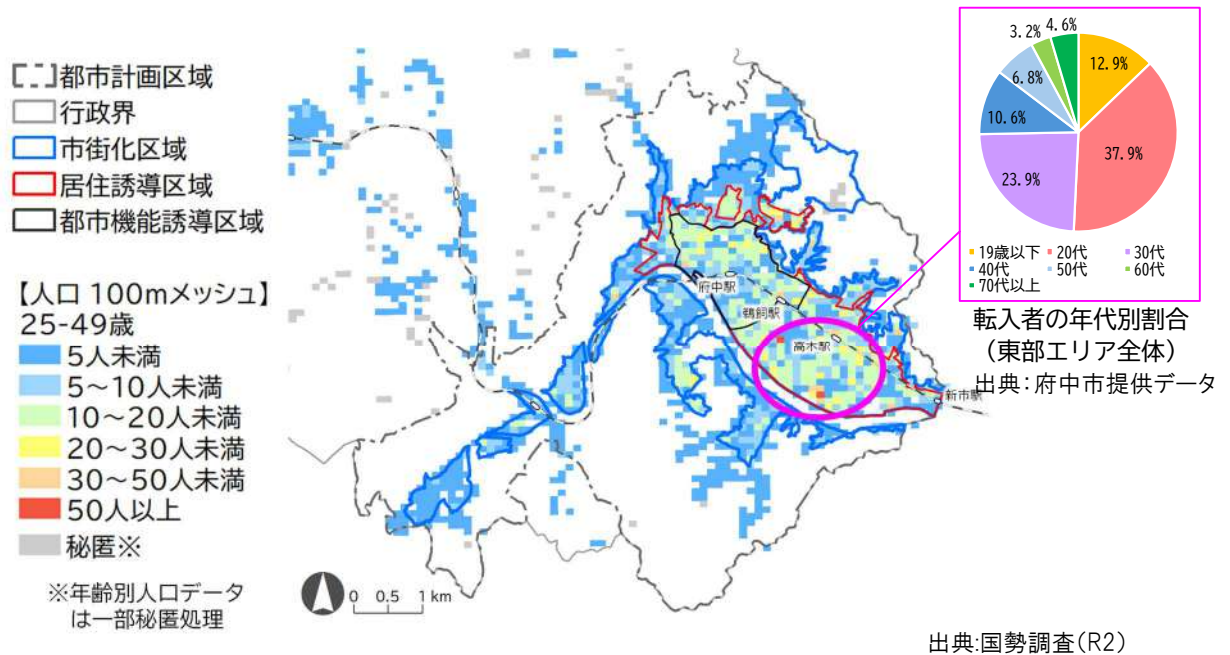 都市計画区域
行政界
市街化区域
居住誘導区域
都市機能誘導区域
【人口 100mメッシュ】
25-49歳
5人未満
5～10人未満
10～20人未満
20～30人未満
30～50人未満
50人以上
秘匿※
※年齢別人口データ
は一部秘匿処理
0 0.5 1 km
府中駅
鵜飼駅
高木駅
新市駅
3.2%
4.6%
12.9%
6.8%
10.6%
37.9%
23.9%
19歳以下 20代 30代
40代 50代 60代
70代以上
転入者の年代別割合
（東部エリア全体）
出典：府中市提供データ
出典:国勢調査（R2）